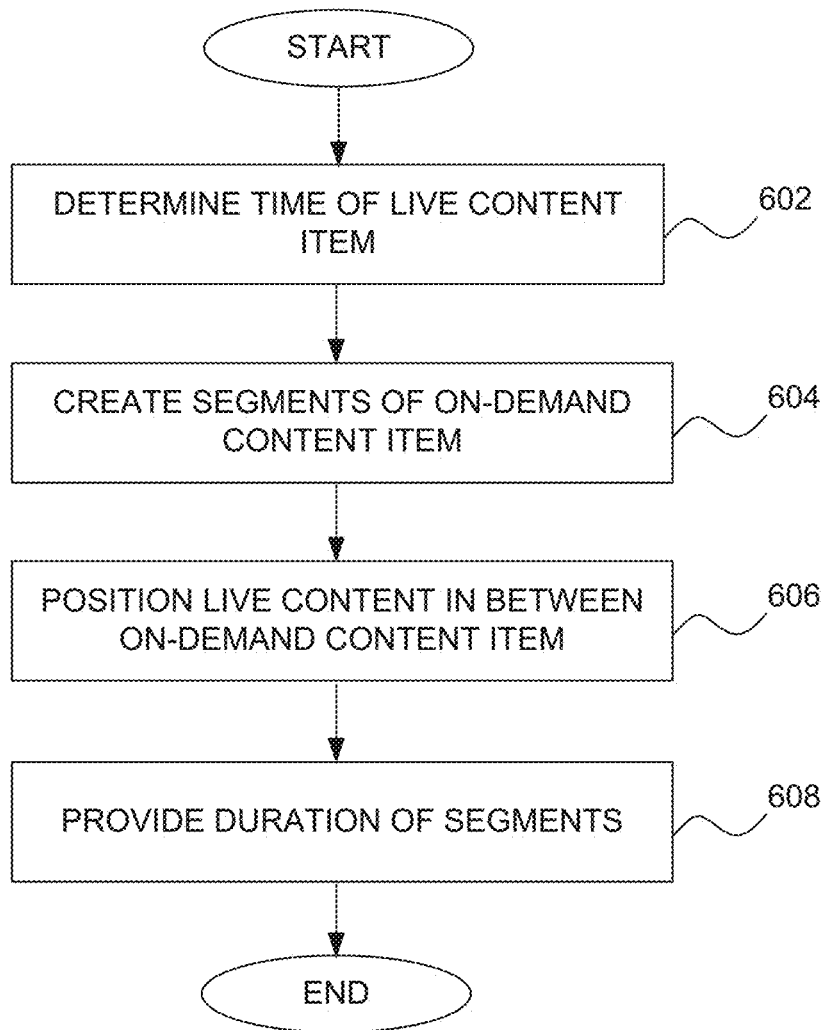 START
DETERMINE TIME OF LIVE CONTENT
ITEM
602
CREATE SEGMENTS OF ON-DEMAND
CONTENT ITEM
604
POSITION LIVE CONTENT IN BETWEEN
ON-DEMAND CONTENT ITEM
606
PROVIDE DURATION OF SEGMENTS
608
END